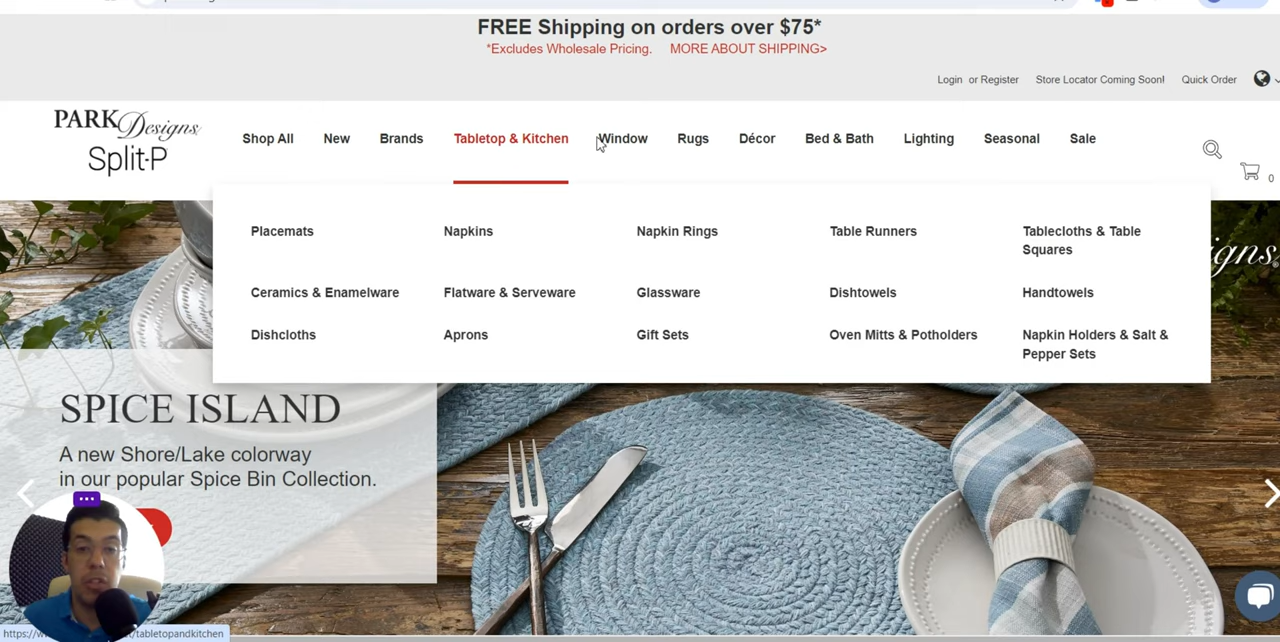 FREE Shipping on orders over $75*
*Excludes Wholesale Pricing. MORE ABOUT SHIPPING>
Login or Register Store Locator Coming Soon! Quick Order
PARK Designs
Split·P
Shop All New Brands Tabletop & Kitchen Window Rugs Décor Bed & Bath Lighting Seasonal Sale
0
Placemats Napkins Napkin Rings Table Runners Tablecloths & Table
Squares
Ceramics & Enamelware Flatware & Serveware Glassware Dishtowels Handtowels
Dishcloths Aprons Gift Sets Oven Mitts & Potholders Napkin Holders & Salt &
Pepper Sets
igns
SPICE ISLAND
A new Shore/Lake colorway
in our popular Spice Bin Collection.
/tabletopandkitchen